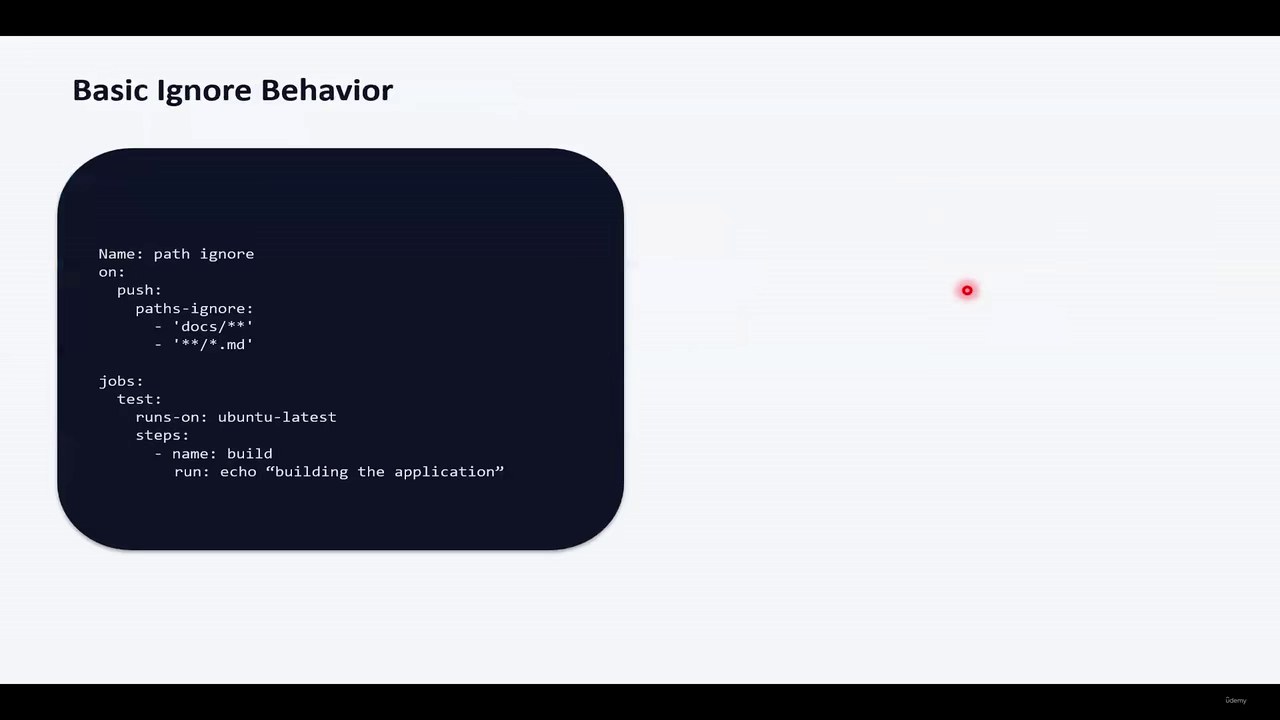 Basic Ignore Behavior
Name: path ignore
on:
  push:
    paths-ignore:
      - 'docs/**'
      - '**/*.md'

jobs:
  test:
    runs-on: ubuntu-latest
    steps:
      - name: build
        run: echo “building the application”
ûdemy